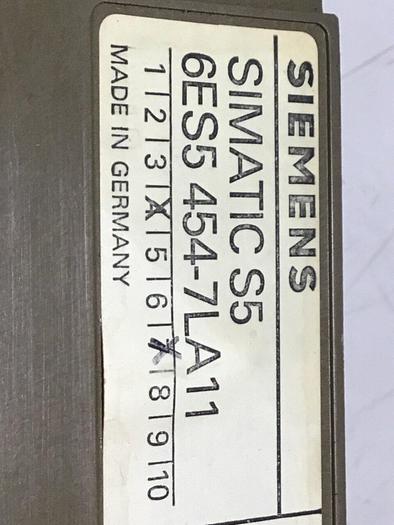 SIEMENS
SIMATIC S5
6ES5 454-7LA11
1|2|3|X|5|6|X|8|9|10
MADE IN GERMANY